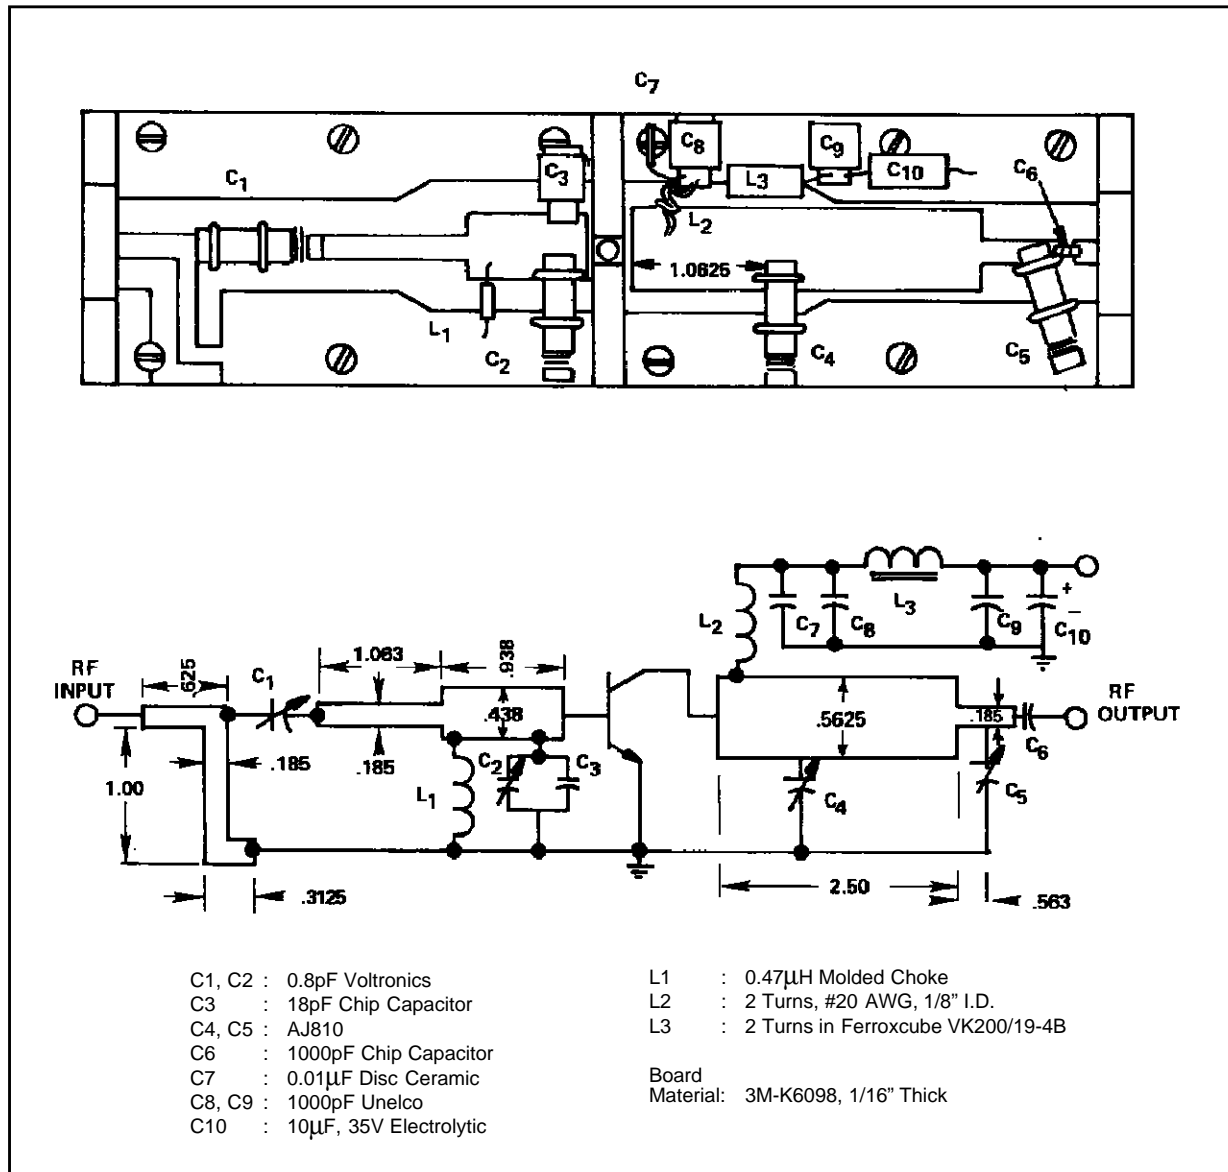 C7
C8
C9
C1
C3
L3
C10
C6
L2
1.0625
L1
C2
C4
C5
L2
C7
C8
L3
C9
+
–
C10
RF
INPUT
.625
C1
1.063
.938
.438
.5625
.185
RF
OUTPUT
C6
1.00
.185
.185
L1
C2
C3
C4
C5
.3125
2.50
.563
C1, C2 : 0.8pF Voltronics
C3 : 18pF Chip Capacitor
C4, C5 : AJ810
C6 : 1000pF Chip Capacitor
C7 : 0.01μF Disc Ceramic
C8, C9 : 1000pF Unelco
C10 : 10μF, 35V Electrolytic
L1 : 0.47μH Molded Choke
L2 : 2 Turns, #20 AWG, 1/8” I.D.
L3 : 2 Turns in Ferroxcube VK200/19-4B
Board
Material: 3M-K6098, 1/16” Thick